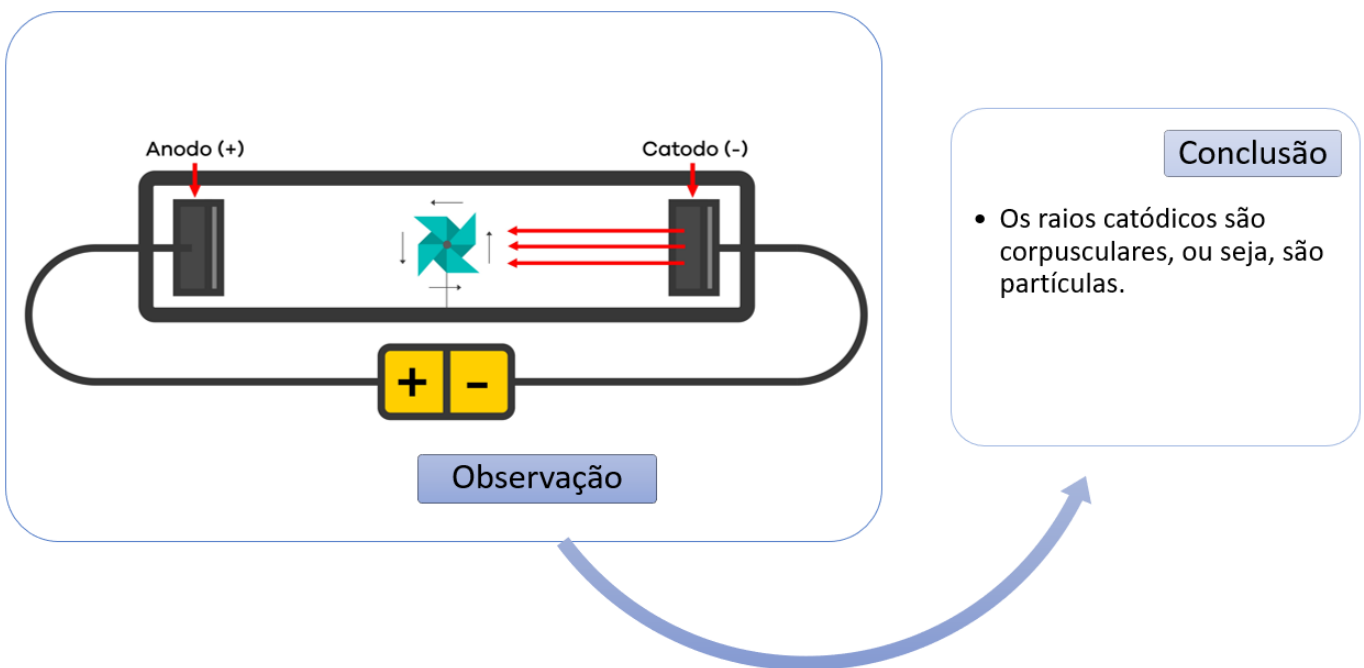 Anodo (+)
Catodo (-)
+ -
Observação
Conclusão
• Os raios catódicos são
corpusculares, ou seja, são
partículas.